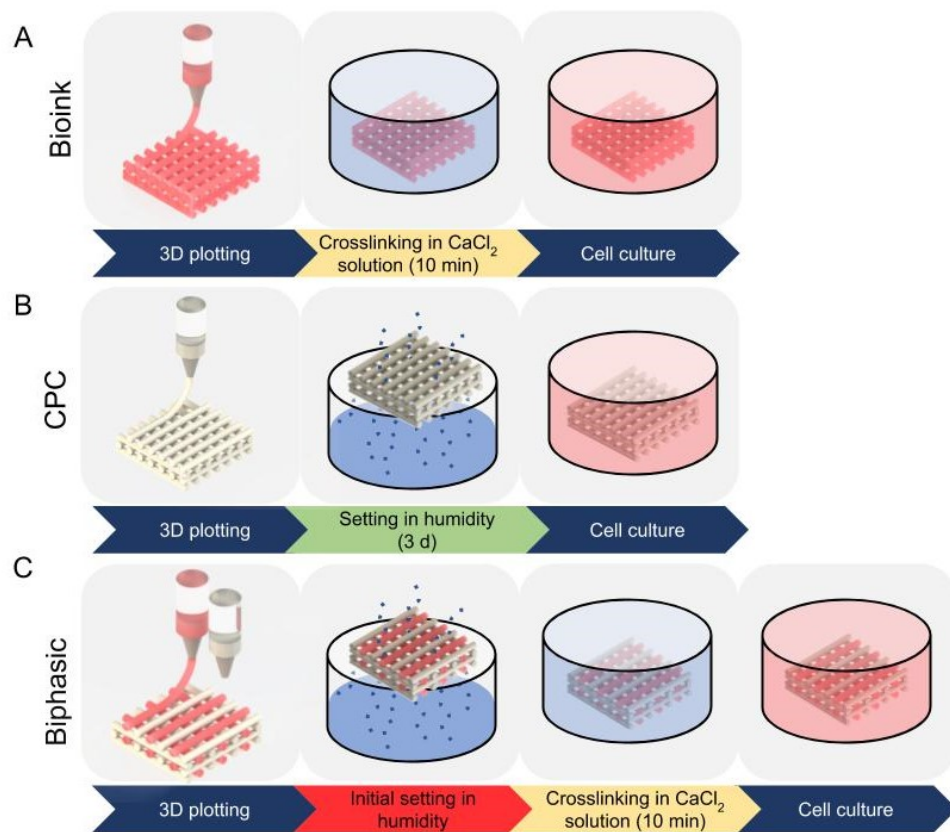 A
Bioink
3D plotting
Crosslinking in CaCl₂
solution (10 min)
Cell culture
B
CPC
3D plotting
Setting in humidity
(3 d)
Cell culture
C
Biphasic
3D plotting
Initial setting in
humidity
Crosslinking in CaCl₂
solution (10 min)
Cell culture